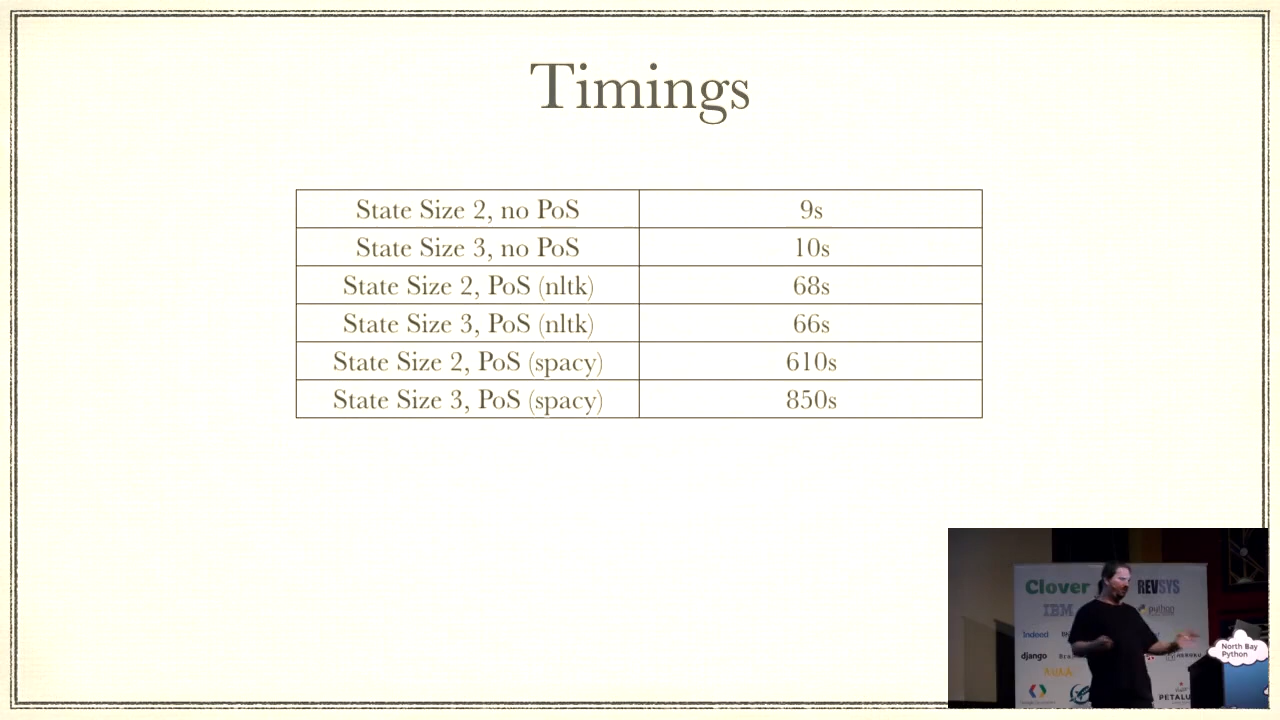 Timings
State Size 2, no PoS 9s
State Size 3, no PoS 10s
State Size 2, PoS (nltk) 68s
State Size 3, PoS (nltk) 66s
State Size 2, PoS (spacy) 610s
State Size 3, PoS (spacy) 850s
Clover REVSYS
IBM python
indeed
django
North Bay
Python